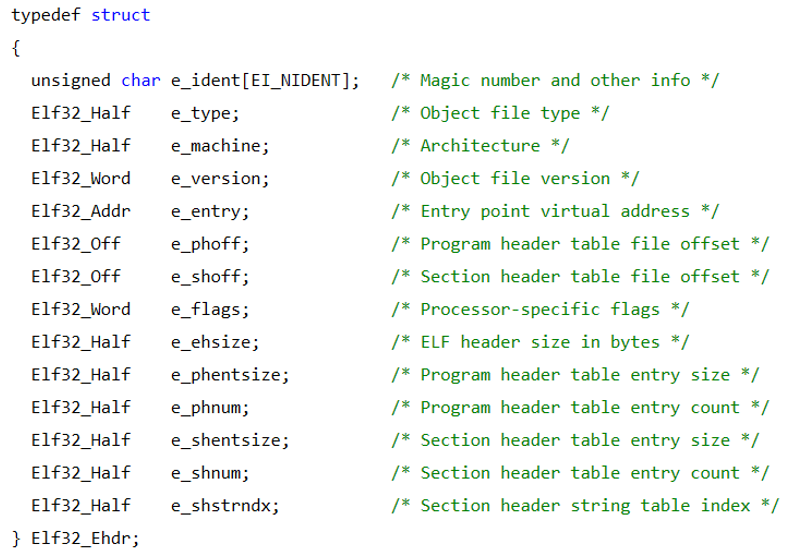 typedef struct
{
  unsigned char e_ident[EI_NIDENT];   /* Magic number and other info */
  Elf32_Half    e_type;               /* Object file type */
  Elf32_Half    e_machine;            /* Architecture */
  Elf32_Word    e_version;            /* Object file version */
  Elf32_Addr    e_entry;              /* Entry point virtual address */
  Elf32_Off     e_phoff;              /* Program header table file offset */
  Elf32_Off     e_shoff;              /* Section header table file offset */
  Elf32_Word    e_flags;              /* Processor-specific flags */
  Elf32_Half    e_ehsize;             /* ELF header size in bytes */
  Elf32_Half    e_phentsize;          /* Program header table entry size */
  Elf32_Half    e_phnum;              /* Program header table entry count */
  Elf32_Half    e_shentsize;          /* Section header table entry size */
  Elf32_Half    e_shnum;              /* Section header table entry count */
  Elf32_Half    e_shstrndx;           /* Section header string table index */
} Elf32_Ehdr;